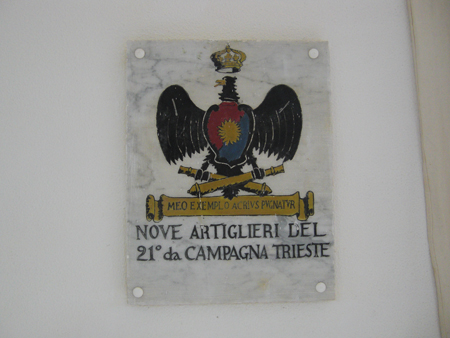 MEO EXEMPLO ACRIVS PVGNATVR
NOVE ARTIGLIERI DEL
21° da CAMPAGNA TRIESTE